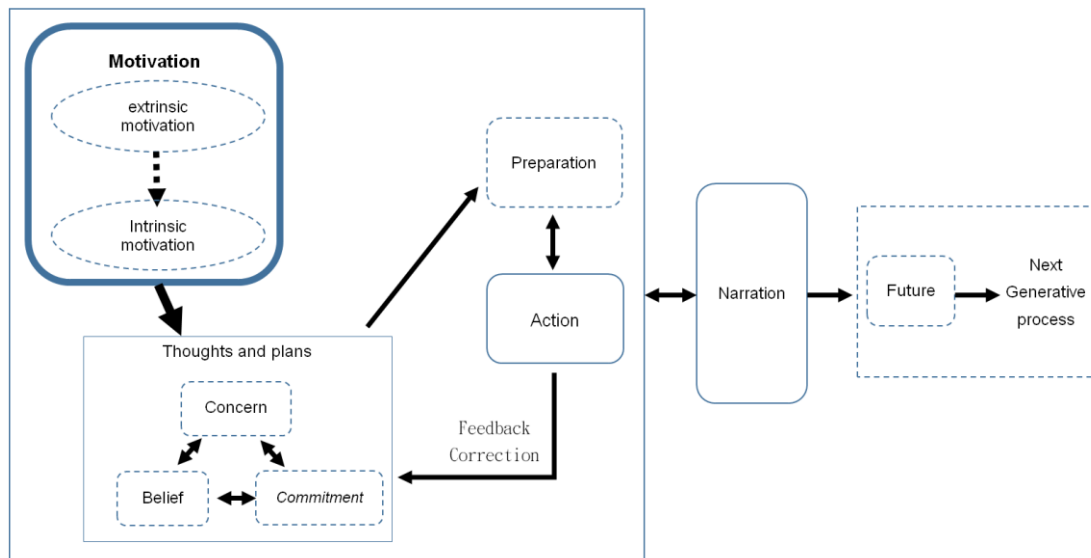 Motivation
extrinsic
motivation
Intrinsic
motivation
Thoughts and plans
Concern
Belief
Commitment
Preparation
Action
Feedback
Correction
Narration
Future
Next
Generative
process